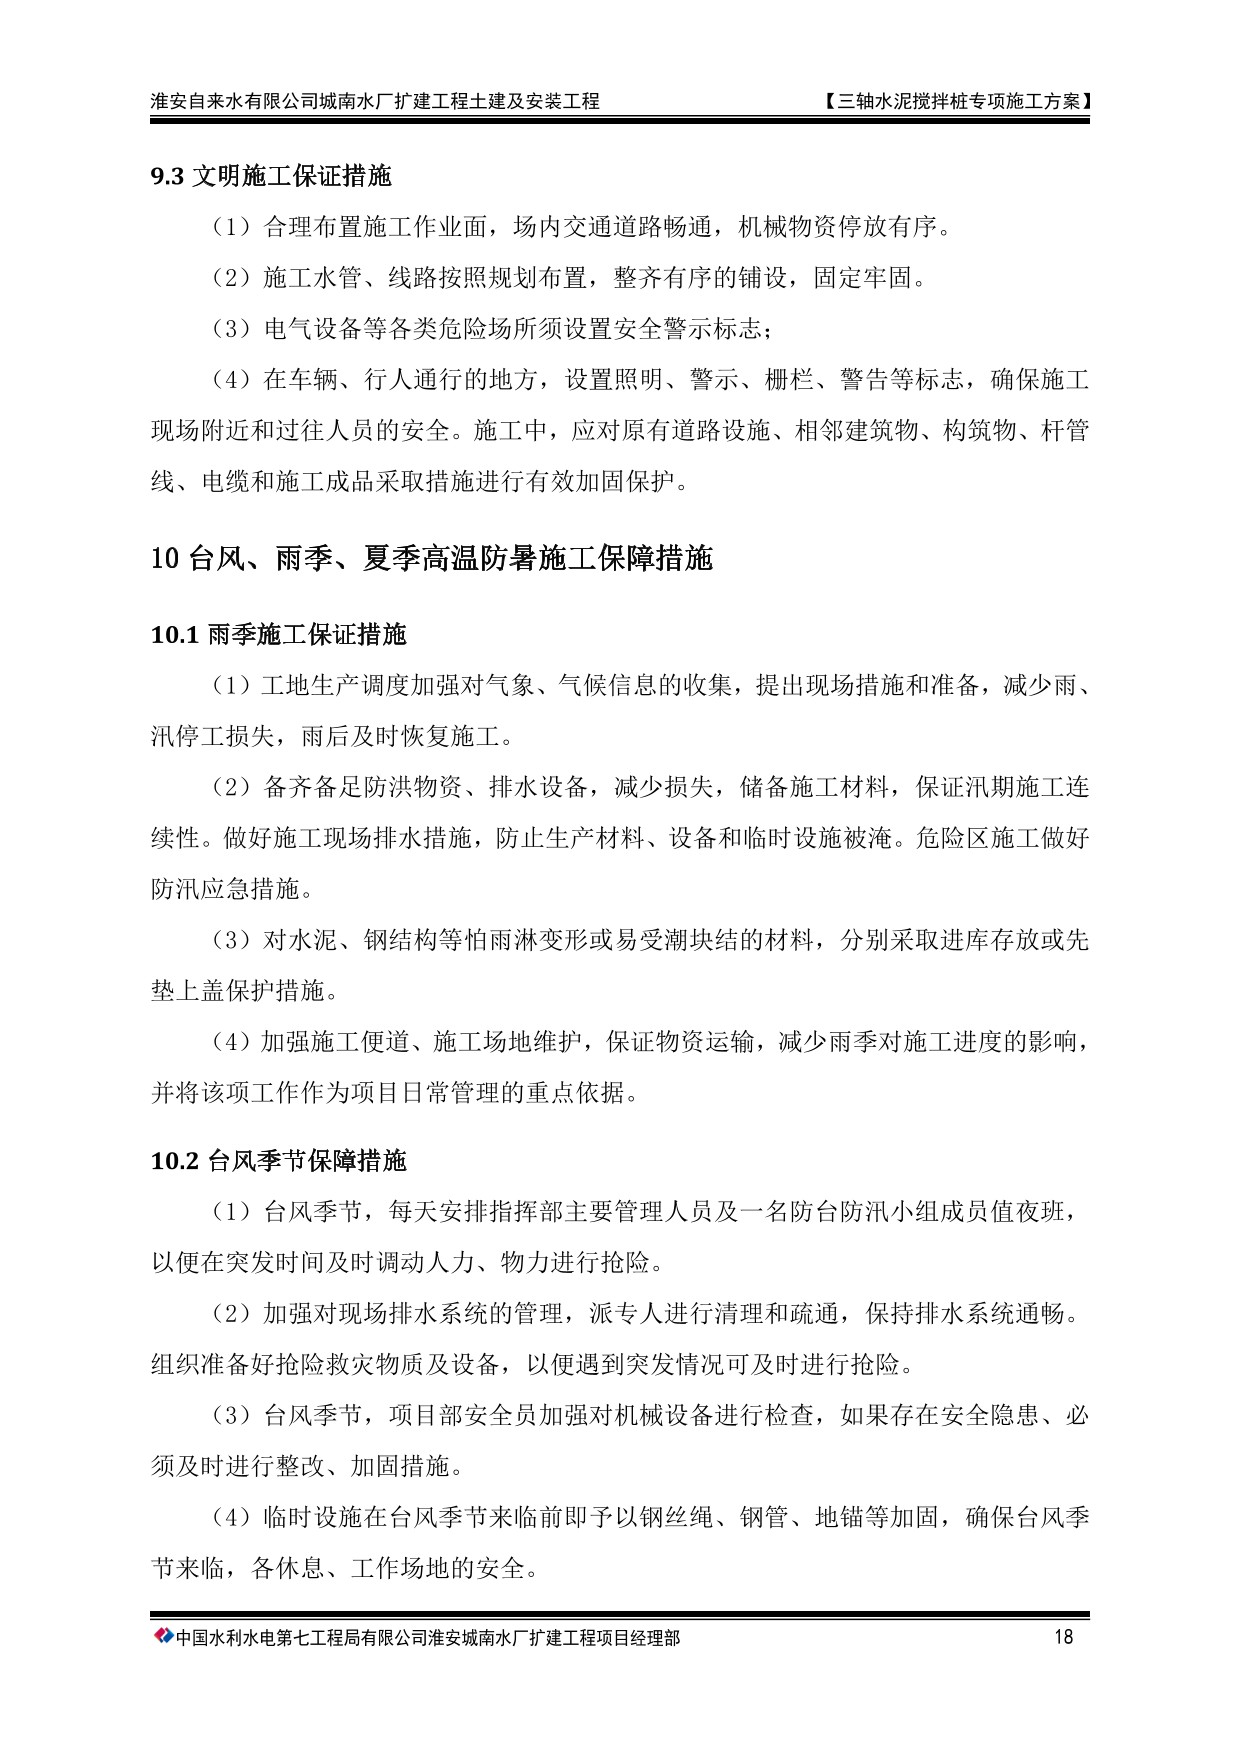 淮安自来水有限公司城南水厂扩建工程土建及安装工程 【三轴水泥搅拌桩专项施工方案】
9.3 文明施工保证措施
（1）合理布置施工作业面，场内交通道路畅通，机械物资停放有序。
（2）施工水管、线路按照规划布置，整齐有序的铺设，固定牢固。
（3）电气设备等各类危险场所须设置安全警示标志；
（4）在车辆、行人通行的地方，设置照明、警示、栅栏、警告等标志，确保施工
现场附近和过往人员的安全。施工中，应对原有道路设施、相邻建筑物、构筑物、杆管
线、电缆和施工成品采取措施进行有效加固保护。
10 台风、雨季、夏季高温防暑施工保障措施
10.1 雨季施工保证措施
（1）工地生产调度加强对气象、气候信息的收集，提出现场措施和准备，减少雨、
汛停工损失，雨后及时恢复施工。
（2）备齐备足防洪物资、排水设备，减少损失，储备施工材料，保证汛期施工连
续性。做好施工现场排水措施，防止生产材料、设备和临时设施被淹。危险区施工做好
防汛应急措施。
（3）对水泥、钢结构等怕雨淋变形或易受潮块结的材料，分别采取进库存放或先
垫上盖保护措施。
（4）加强施工便道、施工场地维护，保证物资运输，减少雨季对施工进度的影响，
并将该项工作作为项目日常管理的重点依据。
10.2 台风季节保障措施
（1）台风季节，每天安排指挥部主要管理人员及一名防台防汛小组成员值夜班，
以便在突发时间及时调动人力、物力进行抢险。
（2）加强对现场排水系统的管理，派专人进行清理和疏通，保持排水系统通畅。
组织准备好抢险救灾物质及设备，以便遇到突发情况可及时进行抢险。
（3）台风季节，项目部安全员加强对机械设备进行检查，如果存在安全隐患、必
须及时进行整改、加固措施。
（4）临时设施在台风季节来临前即予以钢丝绳、钢管、地锚等加固，确保台风季
节来临，各休息、工作场地的安全。
中国水利水电第七工程局有限公司淮安城南水厂扩建工程项目经理部 18